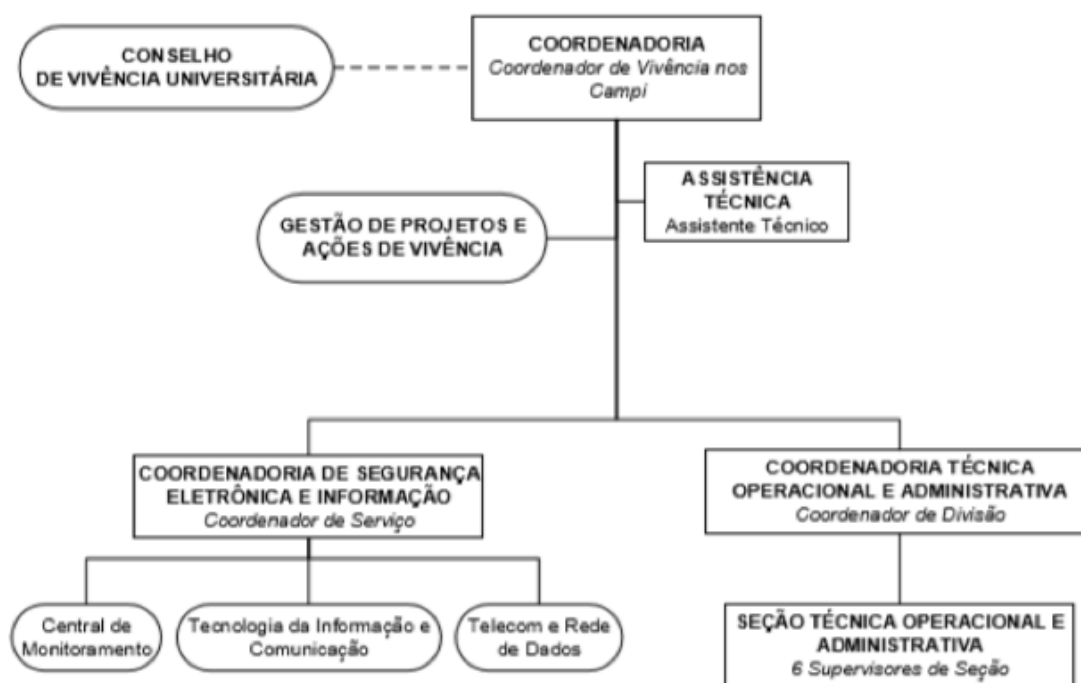 CONSELHO
DE VIVÊNCIA UNIVERSITÁRIA
COORDENADORIA
Coordenador de Vivência nos
Campi
ASSISTÊNCIA
TÉCNICA
Assistente Técnico
GESTÃO DE PROJETOS E
AÇÕES DE VIVÊNCIA
COORDENADORIA DE SEGURANÇA
ELETRÔNICA E INFORMAÇÃO
Coordenador de Serviço
COORDENADORIA TÉCNICA
OPERACIONAL E ADMINISTRATIVA
Coordenador de Divisão
Central de
Monitoramento
Tecnologia da Informação e
Comunicação
Telecom e Rede
de Dados
SEÇÃO TÉCNICA OPERACIONAL E
ADMINISTRATIVA
6 Supervisores de Seção